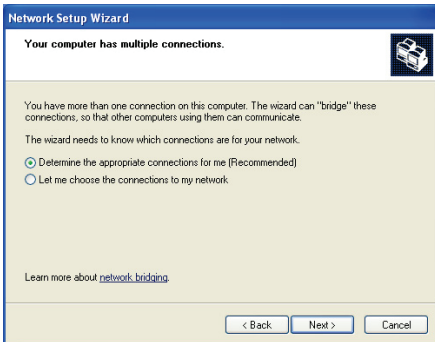 Network Setup Wizard
Your computer has multiple connections.
You have more than one connection on this computer. The wizard can "bridge" these
connections, so that other computers using them can communicate.
The wizard needs to know which connections are for your network.
Determine the appropriate connections for me (Recommended)
Let me choose the connections to my network
Learn more about network bridging.
< Back Next > Cancel